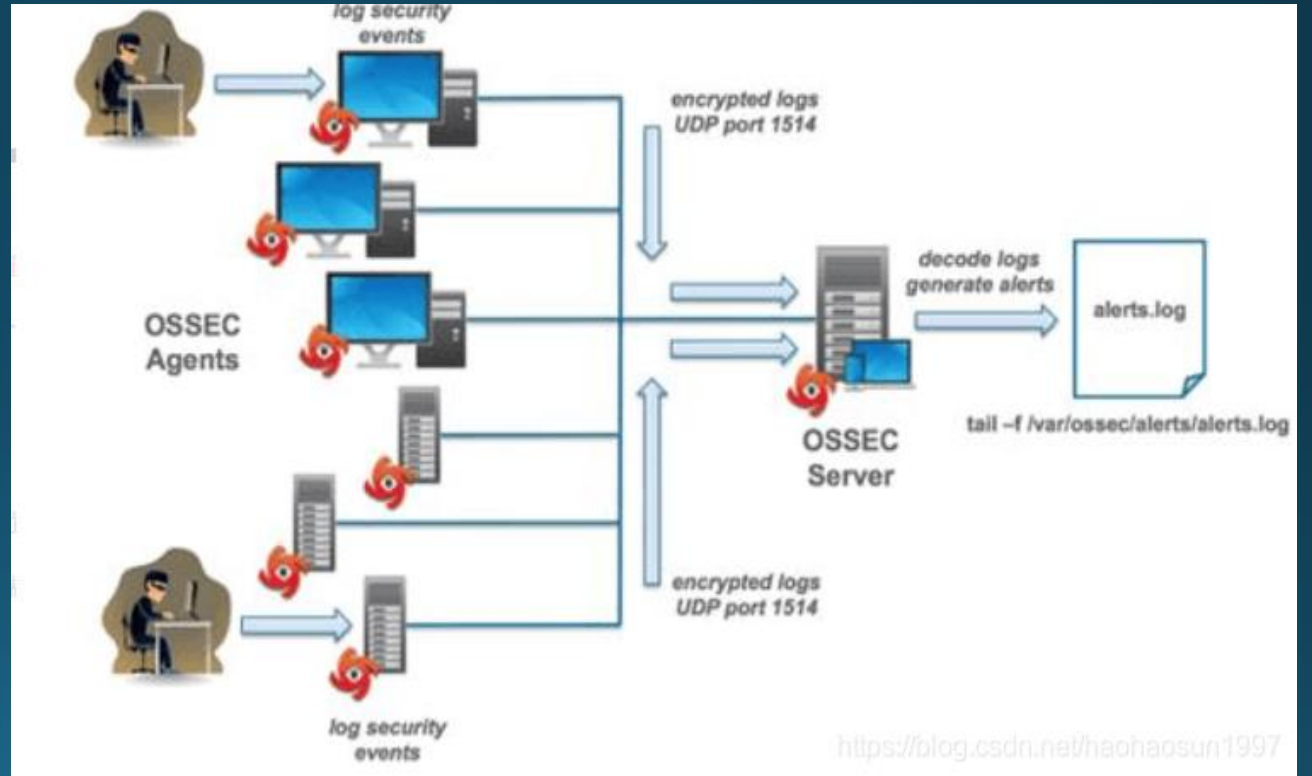 log security
events
encrypted logs
UDP port 1514
decode logs
generate alerts
alerts.log
OSSEC
Agents
tail –f /var/ossec/alerts/alerts.log
OSSEC
Server
encrypted logs
UDP port 1514
log security
events
https://blog.csdn.net/haohaosun1997